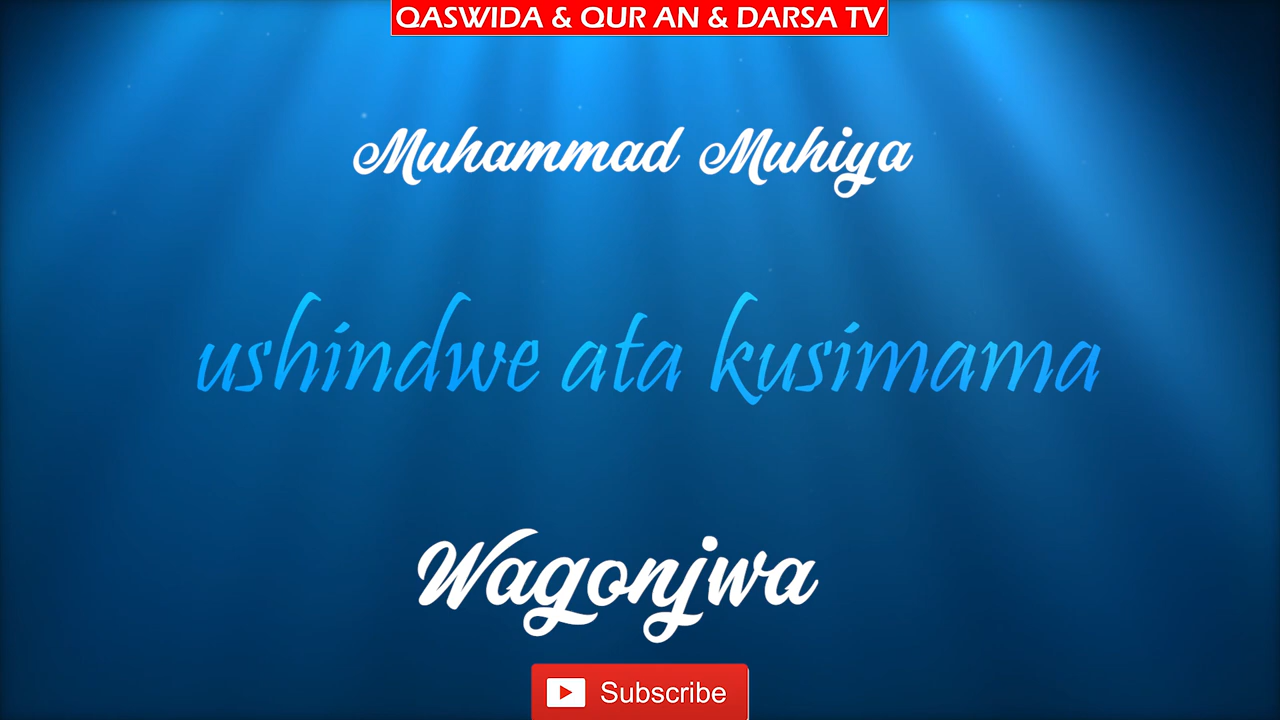 QASWIDA & QUR AN & DARSA TV
Muhammad Muhiya
ushindwe ata kusimama
Wagonjwa
Subscribe